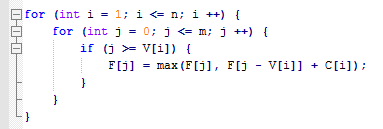 for (int i = 1; i <= n; i ++) {
for (int j = 0; j <= m; j ++) {
if (j >= V[i]) {
F[j] = max(F[j], F[j - V[i]] + C[i]);
}
}
}